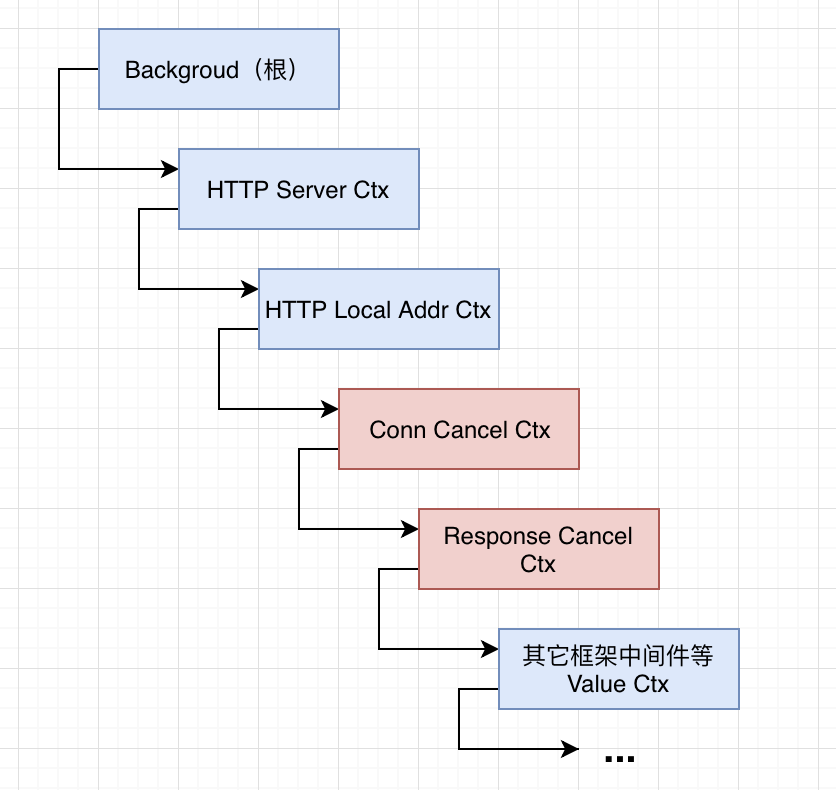 Backgroud（根）
HTTP Server Ctx
HTTP Local Addr Ctx
Conn Cancel Ctx
Response Cancel
Ctx
其它框架中间件等
Value Ctx
...